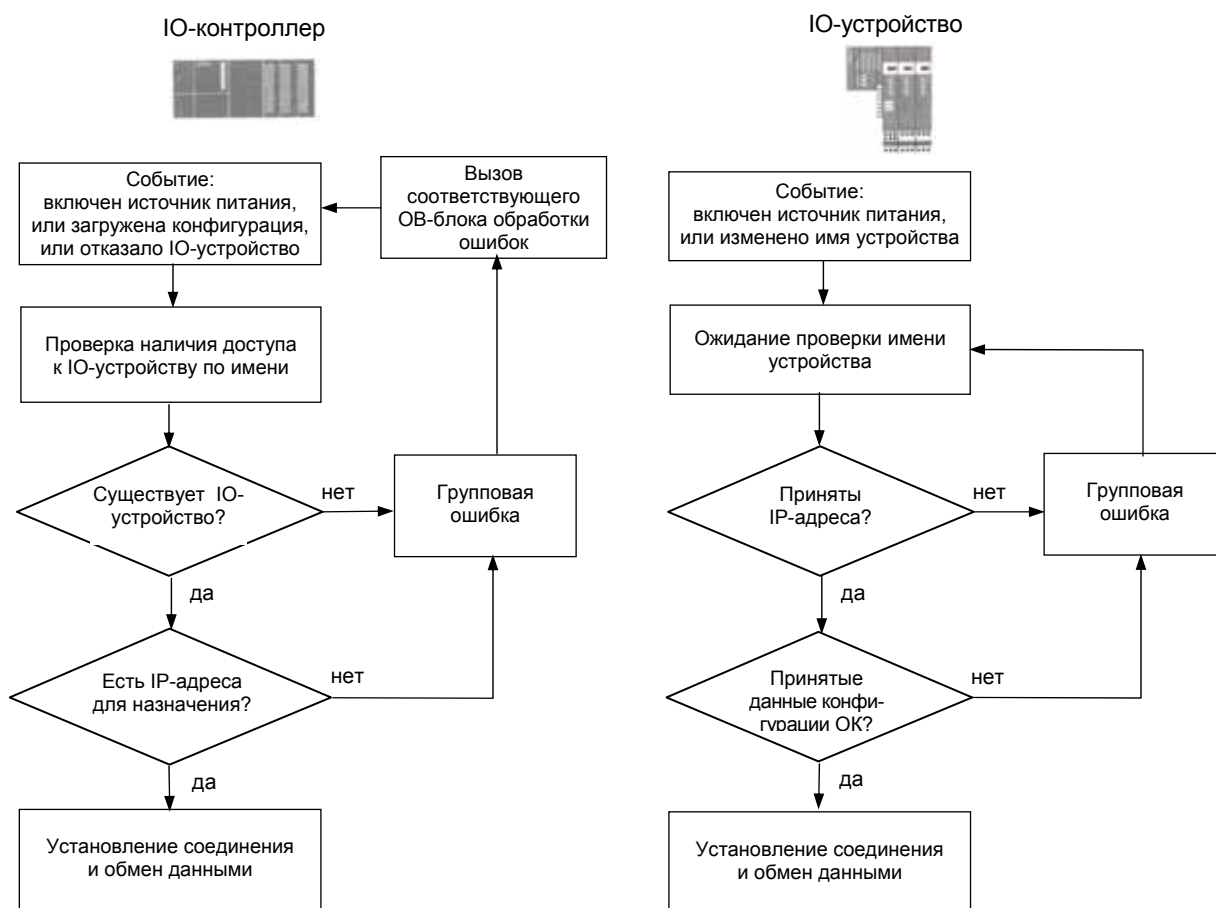 IO-контроллер
Событие:
включен источник питания,
или загружена конфигурация,
или отказало IO-устройство
Вызов
соответствующего
OB-блока обработки
ошибок
Проверка наличия доступа
к IO-устройству по имени
Существует IO-
устройство?
нет
Групповая
ошибка
да
Есть IP-адреса
для назначения?
нет
да
Установление соединения
и обмен данными
IO-устройство
Событие:
включен источник питания,
или изменено имя устройства
Ожидание проверки имени
устройства
Приняты
IP-адреса?
нет
Групповая
ошибка
да
Принятые
данные конфи-
гурации ОК?
нет
да
Установление соединения
и обмен данными